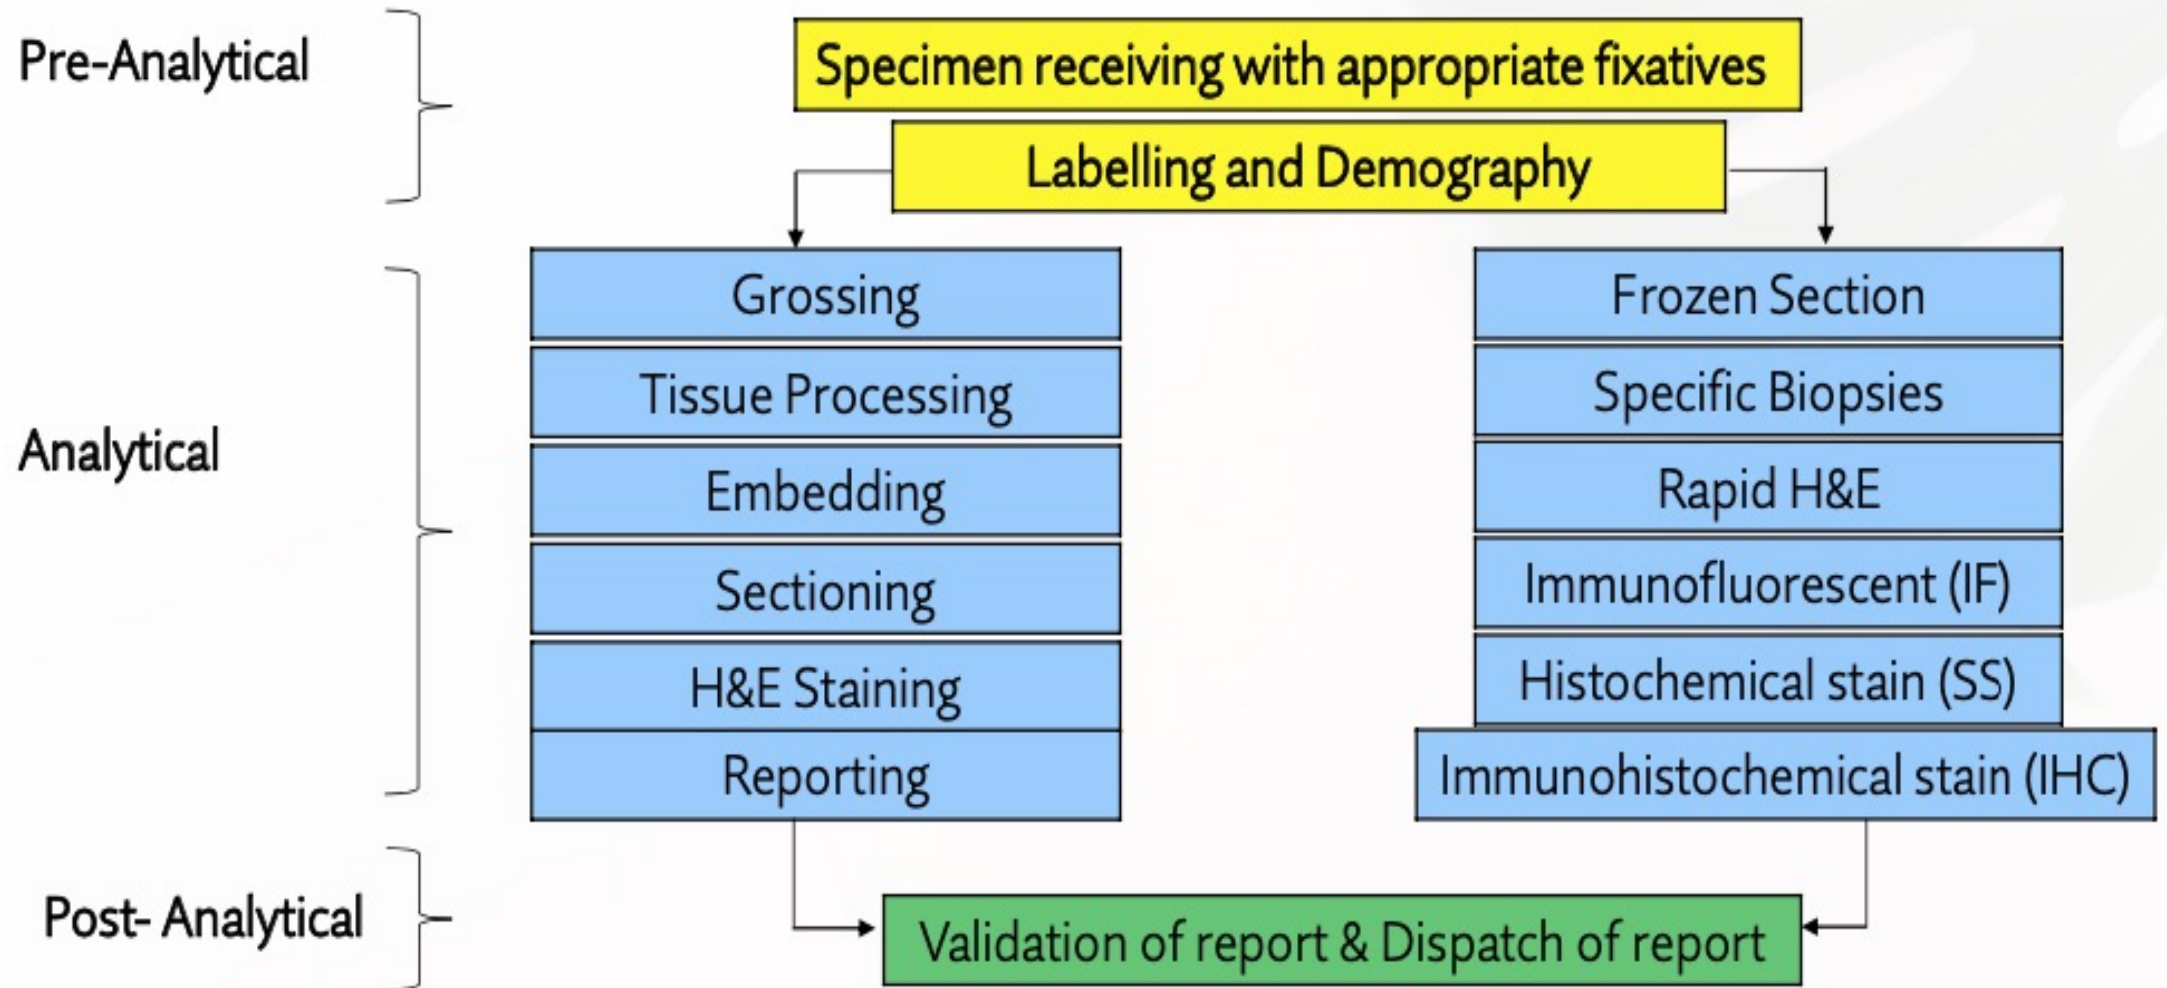 Pre-Analytical
Specimen receiving with appropriate fixatives
Labelling and Demography
Analytical
Grossing
Tissue Processing
Embedding
Sectioning
H&E Staining
Reporting
Frozen Section
Specific Biopsies
Rapid H&E
Immunofluorescent (IF)
Histochemical stain (SS)
Immunohistochemical stain (IHC)
Post- Analytical
Validation of report & Dispatch of report